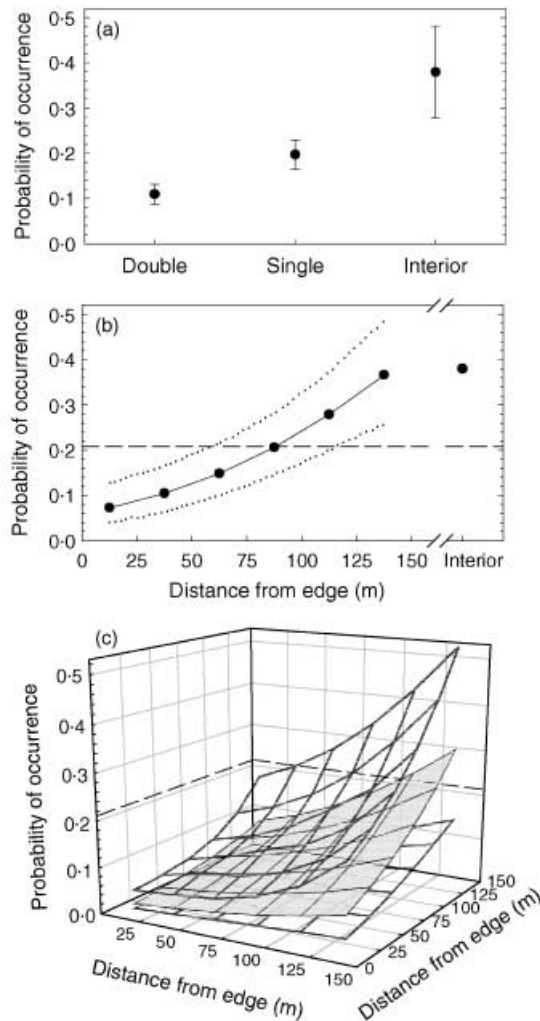 (a)
Probability of occurrence
0·5
0·4
0·3
0·2
0·1
0·0
Double Single Interior
(b)
Probability of occurrence
0·5
0·4
0·3
0·2
0·1
0·0
0 25 50 75 100 125 150 Interior
Distance from edge (m)
(c)
Probability of occurrence
0·5
0·4
0·3
0·2
0·1
0·0
25 50 75 100 125 150
Distance from edge (m)
0 25 50 75 100 125 150
Distance from edge (m)